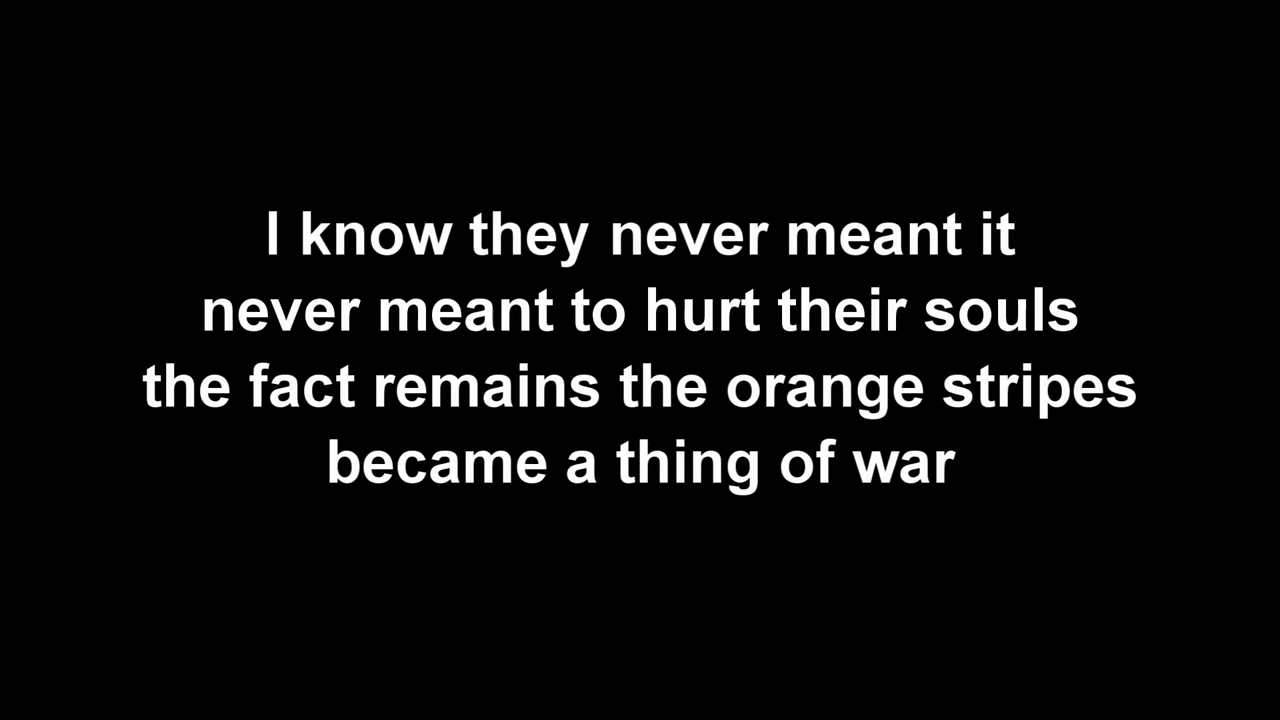 I know they never meant it
never meant to hurt their souls
the fact remains the orange stripes
became a thing of war